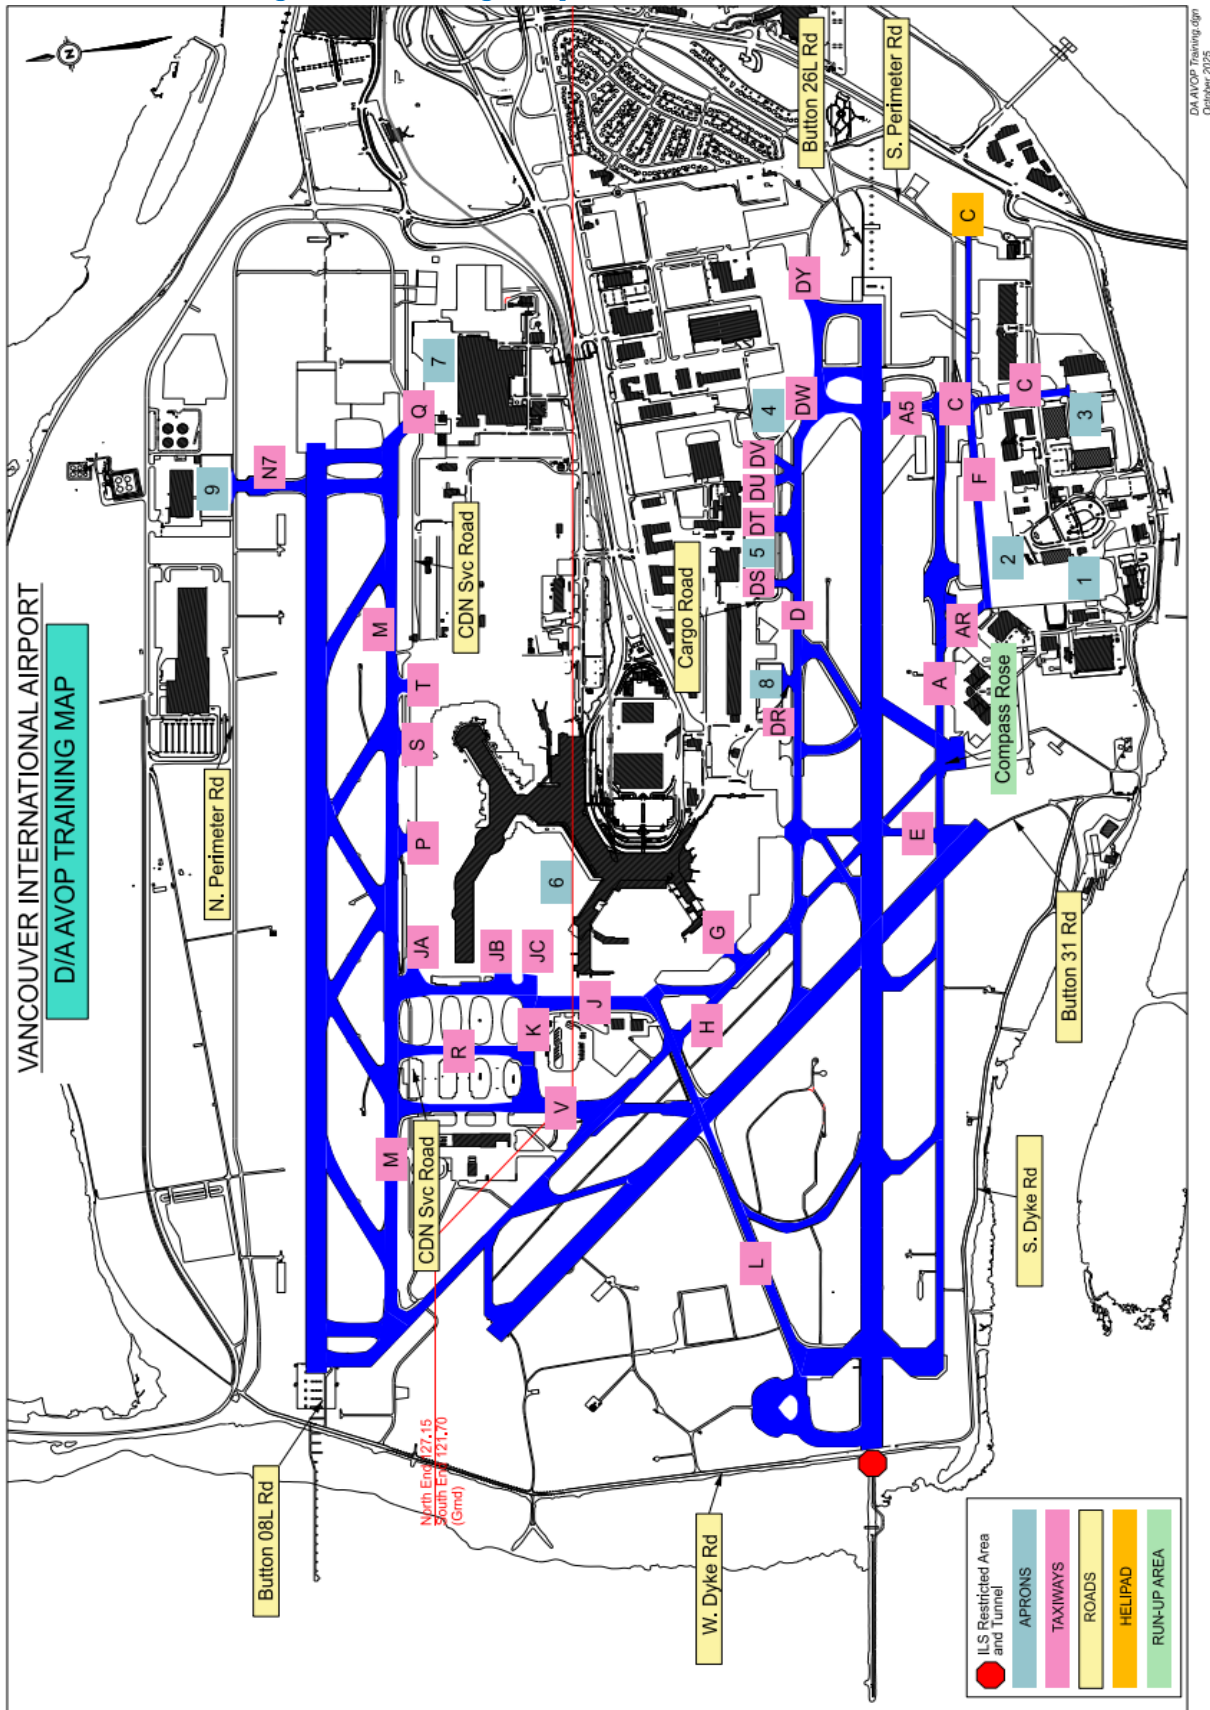 VANCOUVER INTERNATIONAL AIRPORT
D/A AVOP TRAINING MAP
N
DA AVOP Training.dgn
October 2025
Button 26L Rd
S. Perimeter Rd
C
DY
7
Q
4
DW
A5
C
C
3
N7
9
DV
DU
DT
5
DS
F
2
1
CDN Svc Road
Cargo Road
M
D
AR
A
T
8
DR
Compass Rose
S
N. Perimeter Rd
P
6
E
G
JA
JB
JC
J
K
R
H
Button 31 Rd
V
M
CDN Svc Road
L
S. Dyke Rd
North End 127.15
South End 121.70
(Grnd)
Button 08L Rd
W. Dyke Rd
ILS Restricted Area
and Tunnel
APRONS
TAXIWAYS
ROADS
HELIPAD
RUN-UP AREA